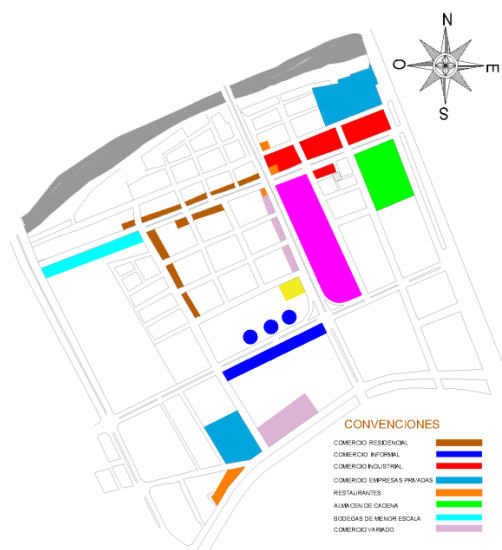 N
O
e
S
CONVENCIONES
COMERCIO RESIDENCIAL
COMERCIO INFORMAL
COMERCIO INDUSTRIAL
COMERCIO EMPRESAS PRIVADAS
RESTAURANTES
ALMACEN DE CADENA
BODEGAS DE MENOR ESCALA
COMERCIO VARIADO